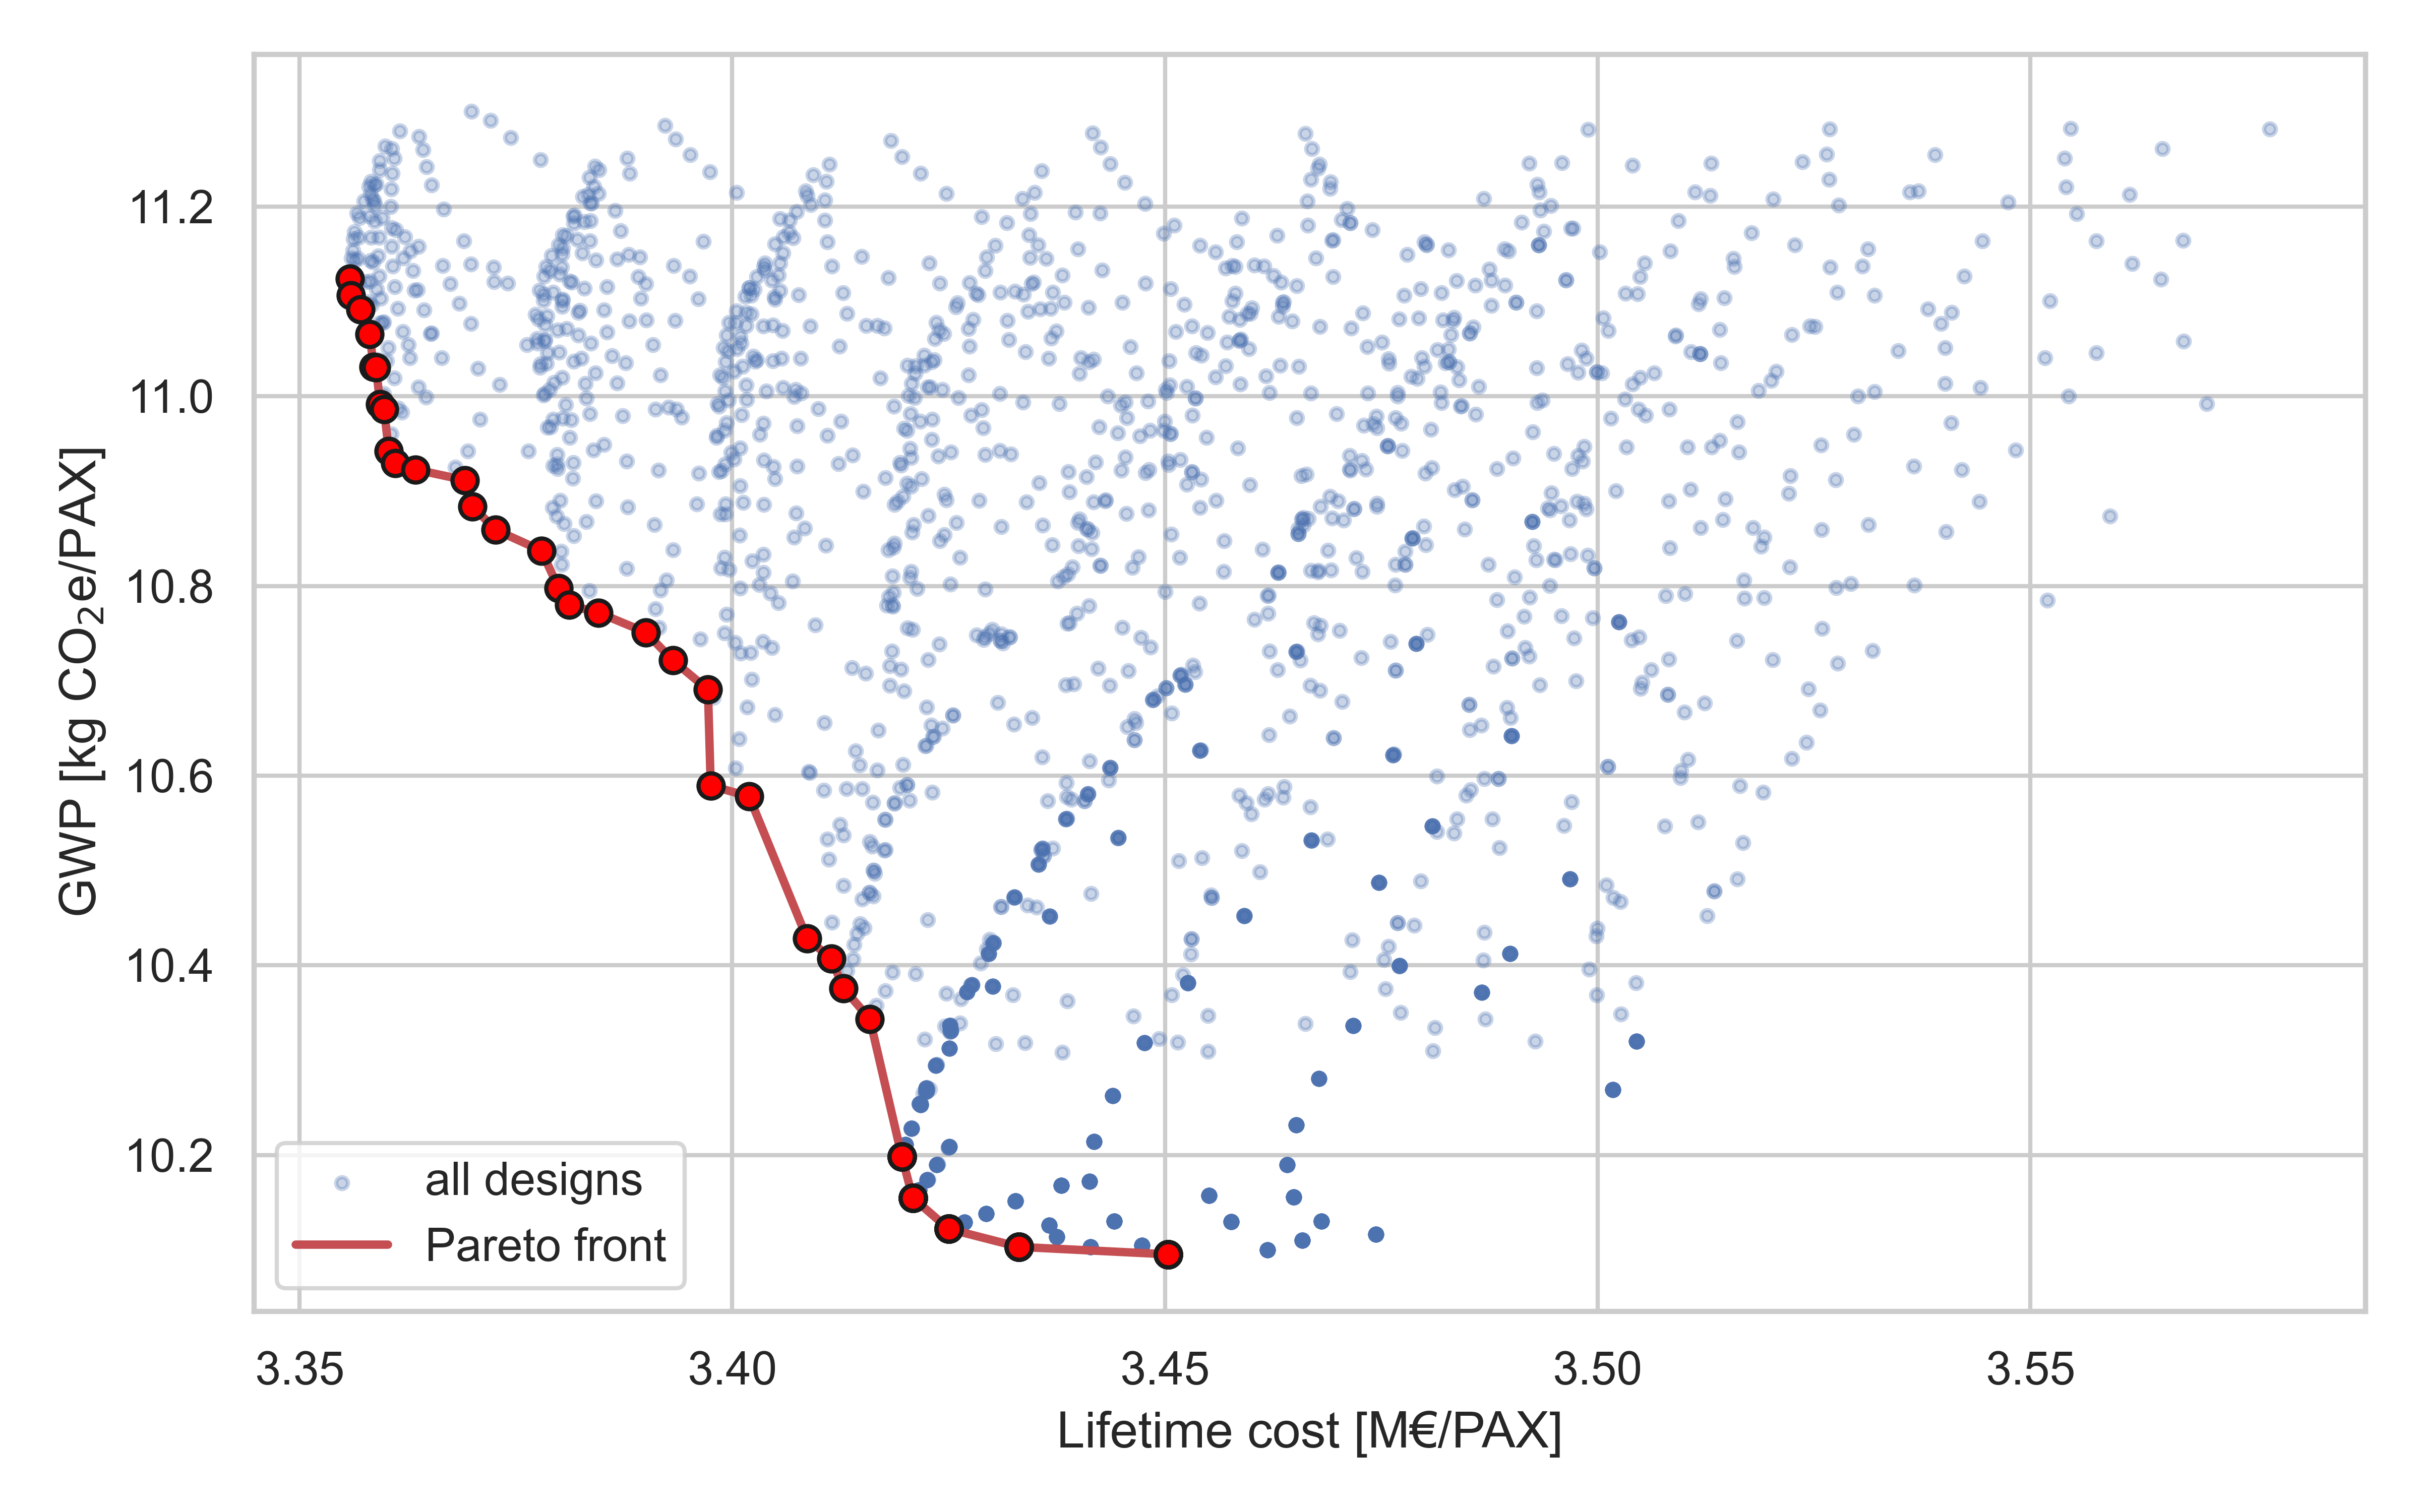 11.2
11.0
10.8
10.6
10.4
10.2
GWP [kg CO₂e/PAX]
all designs
Pareto front
3.35 3.40 3.45 3.50 3.55
Lifetime cost [M€/PAX]